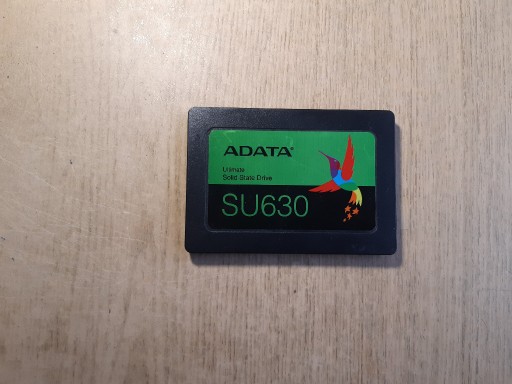 ADATA
Ultimate
Solid State Drive
SU630